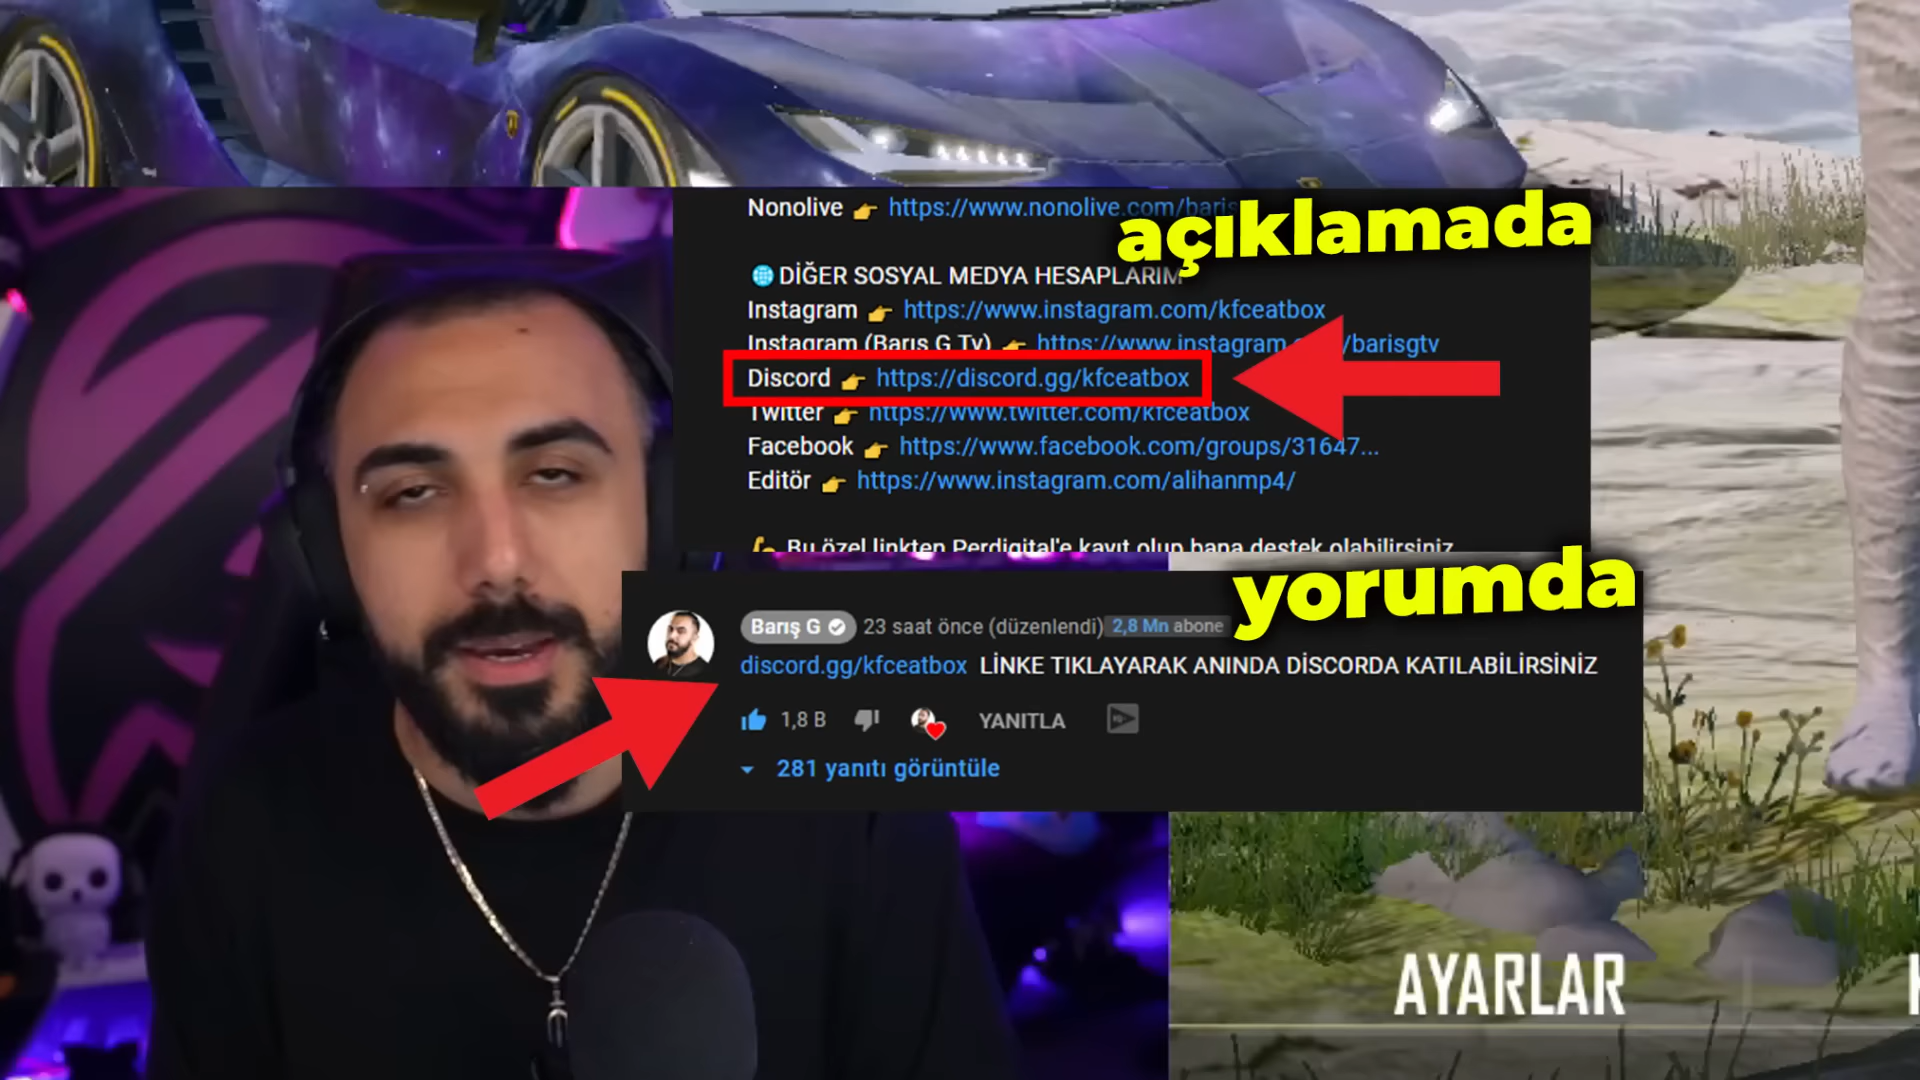 Nonolive 👉 https://www.nonolive.com/baris
açıklamada
🌐DİĞER SOSYAL MEDYA HESAPLARIM
Instagram 👉 https://www.instagram.com/kfceatbox
Instagram (Barış G Tv) 👉 https://www.instagram. /barisgtv
Discord 👉 https://discord.gg/kfceatbox
Twitter 👉 https://www.twitter.com/kfceatbox
Facebook 👉 https://www.facebook.com/groups/31647...
Editör 👉 https://www.instagram.com/alihanmp4/
💪 Bu özel linkten Perdigital'e kayıt olup bana destek olabilirsiniz
yorumda
Barış G 23 saat önce (düzenlendi) 2,8 Mn abone
discord.gg/kfceatbox LİNKE TIKLAYARAK ANINDA DİSCORDA KATILABİLİRSİNİZ
1,8 B YANITLA
281 yanıtı görüntüle
AYARLAR